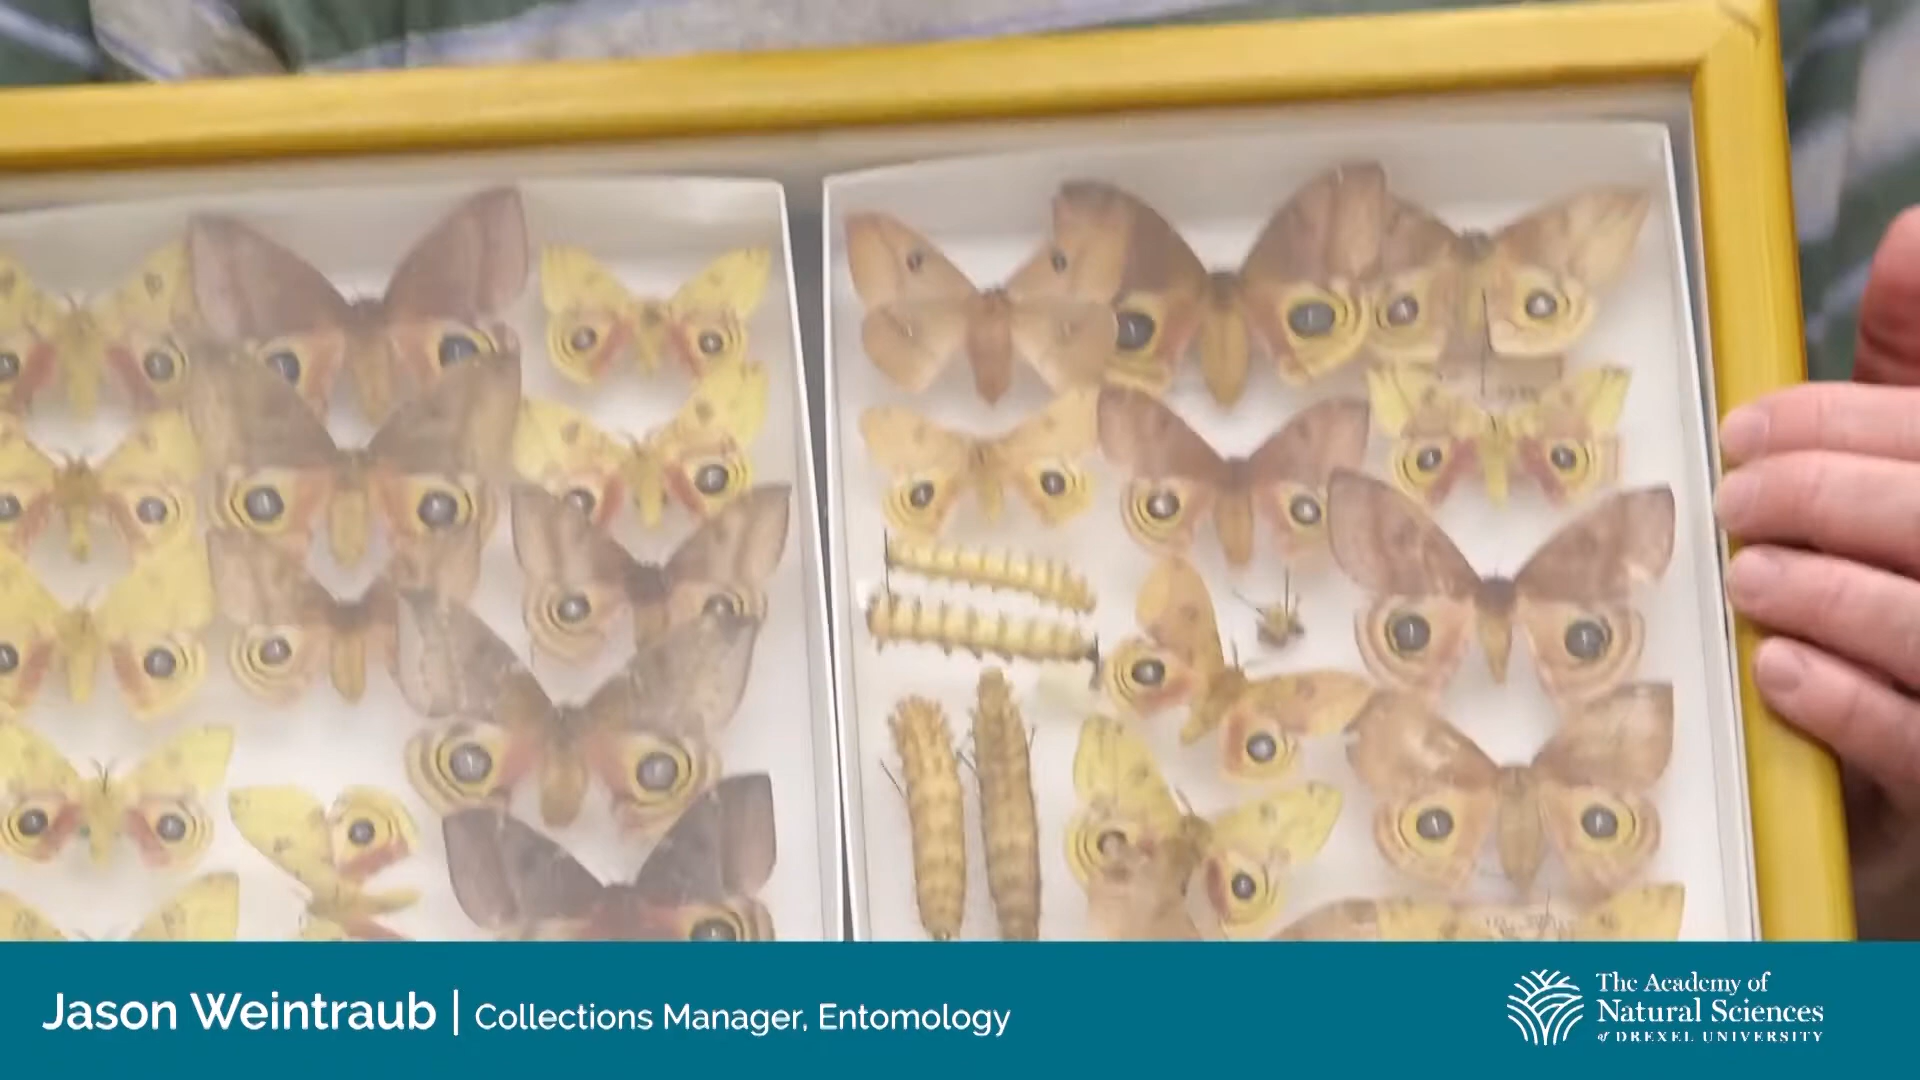 Jason Weintraub | Collections Manager, Entomology
The Academy of
Natural Sciences
of DREXEL UNIVERSITY